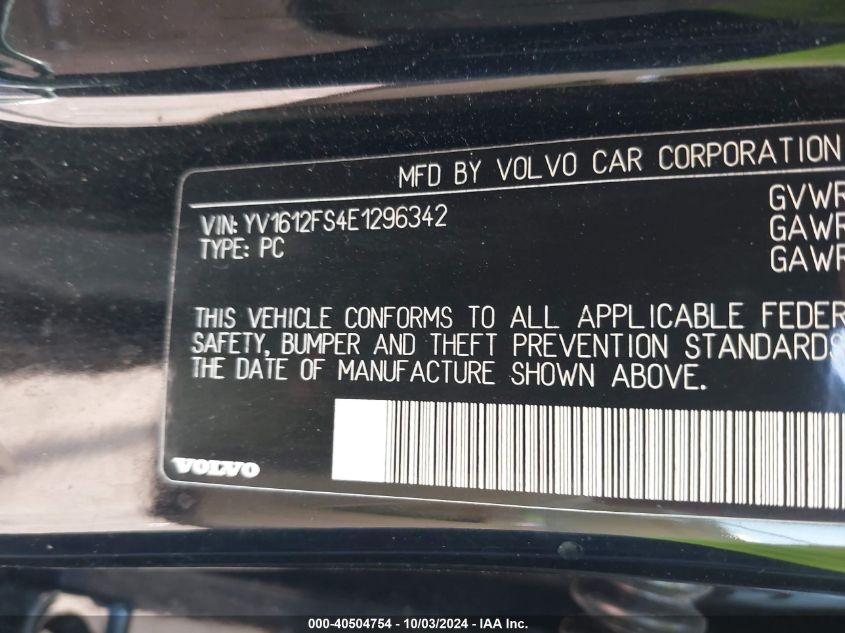 MFD BY VOLVO CAR CORPORATION
VIN: YV1612FS4E1296342
TYPE: PC
GVWR
GAWR
GAWR
THIS VEHICLE CONFORMS TO ALL APPLICABLE FEDER
SAFETY, BUMPER AND THEFT PREVENTION STANDARDS
THE DATE OF MANUFACTURE SHOWN ABOVE.
VOLVO
000-40504754 - 10/03/2024 - IAA Inc.